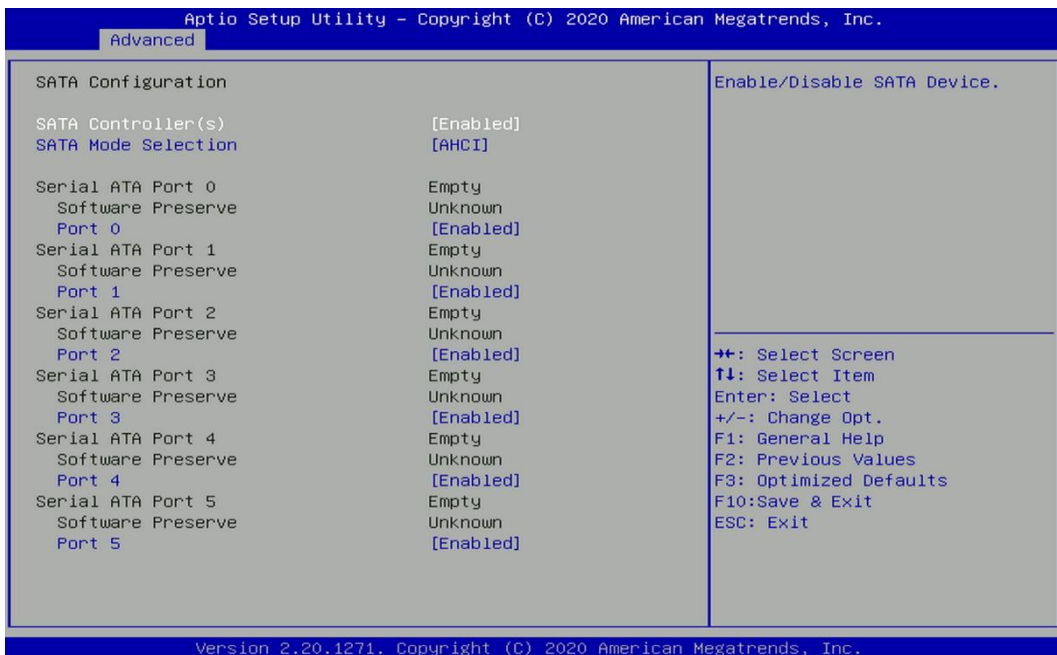 Aptio Setup Utility – Copyright (C) 2020 American Megatrends, Inc.
Advanced
SATA Configuration
SATA Controller(s) [Enabled]
SATA Mode Selection [AHCI]
Serial ATA Port 0 Empty
Software Preserve Unknown
Port 0 [Enabled]
Serial ATA Port 1 Empty
Software Preserve Unknown
Port 1 [Enabled]
Serial ATA Port 2 Empty
Software Preserve Unknown
Port 2 [Enabled]
Serial ATA Port 3 Empty
Software Preserve Unknown
Port 3 [Enabled]
Serial ATA Port 4 Empty
Software Preserve Unknown
Port 4 [Enabled]
Serial ATA Port 5 Empty
Software Preserve Unknown
Port 5 [Enabled]
Enable/Disable SATA Device.
→←: Select Screen
↑↓: Select Item
Enter: Select
+/-: Change Opt.
F1: General Help
F2: Previous Values
F3: Optimized Defaults
F10:Save & Exit
ESC: Exit
Version 2.20.1271. Copyright (C) 2020 American Megatrends, Inc.